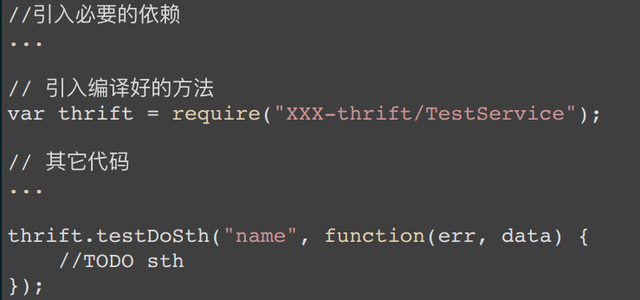 //引入必要的依赖
...
// 引入编译好的方法
var thrift = require("XXX-thrift/TestService");
// 其它代码
...
thrift.testDoSth("name", function(err, data) {
    //TODO sth
});